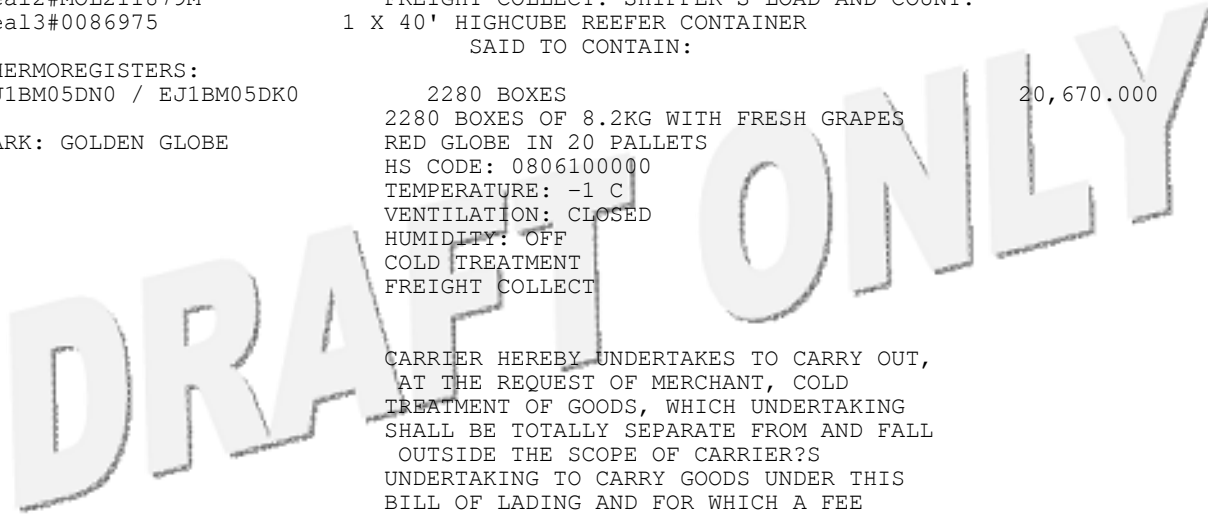 FREIGHT COLLECT. SHIPPER'S LOAD AND COUNT.
eal3#0086975 1 X 40' HIGHCUBE REEFER CONTAINER
SAID TO CONTAIN:
HERMOREGISTERS:
J1BM05DN0 / EJ1BM05DK0 2280 BOXES 20,670.000
2280 BOXES OF 8.2KG WITH FRESH GRAPES
ARK: GOLDEN GLOBE RED GLOBE IN 20 PALLETS
HS CODE: 0806100000
TEMPERATURE: -1 C
VENTILATION: CLOSED
HUMIDITY: OFF
COLD TREATMENT
FREIGHT COLLECT
CARRIER HEREBY UNDERTAKES TO CARRY OUT,
AT THE REQUEST OF MERCHANT, COLD
TREATMENT OF GOODS, WHICH UNDERTAKING
SHALL BE TOTALLY SEPARATE FROM AND FALL
OUTSIDE THE SCOPE OF CARRIER?S
UNDERTAKING TO CARRY GOODS UNDER THIS
BILL OF LADING AND FOR WHICH A FEE
DRAFT ONLY